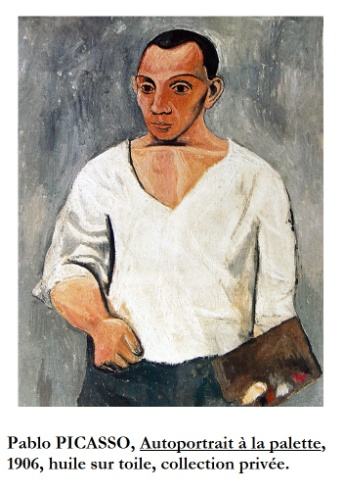 Pablo PICASSO, Autoportrait à la palette,
1906, huile sur toile, collection privée.